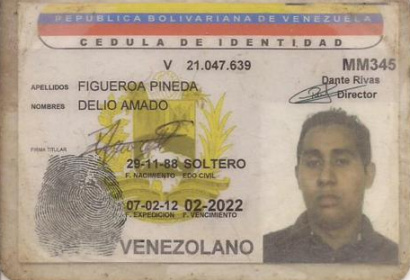 REPUBLICA BOLIVARIANA DE VENEZUELA
CEDULA DE IDENTIDAD
V 21.047.639 MM345
Dante Rivas
Director
APELLIDOS FIGUEROA PINEDA
NOMBRES DELIO AMADO
FIRMA TITULAR
29-11-88 SOLTERO
F. NACIMIENTO EDO CIVIL
07-02-12 02-2022
F. EXPEDICION F. VENCIMIENTO
VENEZOLANO